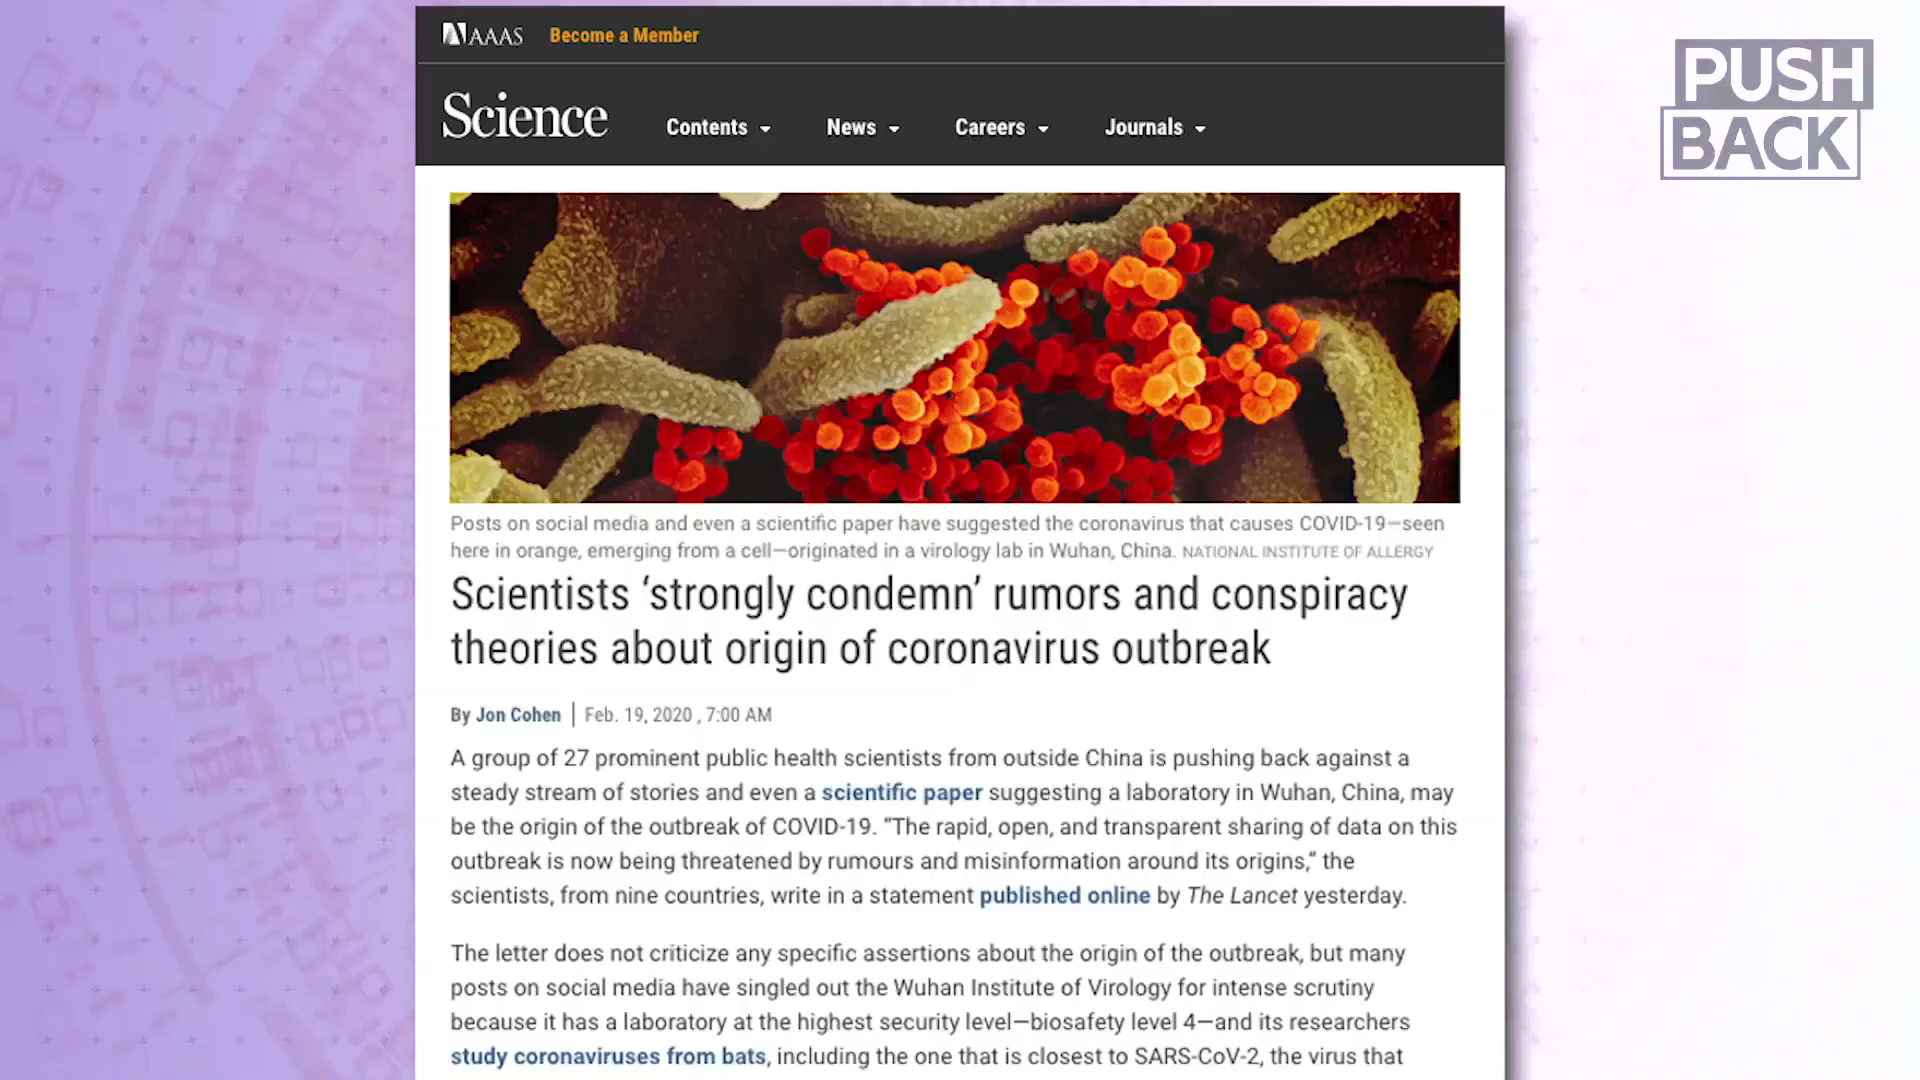 AAAS Become a Member
Science Contents News Careers Journals
PUSH
BACK
Posts on social media and even a scientific paper have suggested the coronavirus that causes COVID-19—seen
here in orange, emerging from a cell—originated in a virology lab in Wuhan, China. NATIONAL INSTITUTE OF ALLERGY
Scientists ‘strongly condemn’ rumors and conspiracy
theories about origin of coronavirus outbreak
By Jon Cohen | Feb. 19, 2020 , 7:00 AM
A group of 27 prominent public health scientists from outside China is pushing back against a
steady stream of stories and even a scientific paper suggesting a laboratory in Wuhan, China, may
be the origin of the outbreak of COVID-19. “The rapid, open, and transparent sharing of data on this
outbreak is now being threatened by rumours and misinformation around its origins,” the
scientists, from nine countries, write in a statement published online by The Lancet yesterday.
The letter does not criticize any specific assertions about the origin of the outbreak, but many
posts on social media have singled out the Wuhan Institute of Virology for intense scrutiny
because it has a laboratory at the highest security level—biosafety level 4—and its researchers
study coronaviruses from bats, including the one that is closest to SARS-CoV-2, the virus that